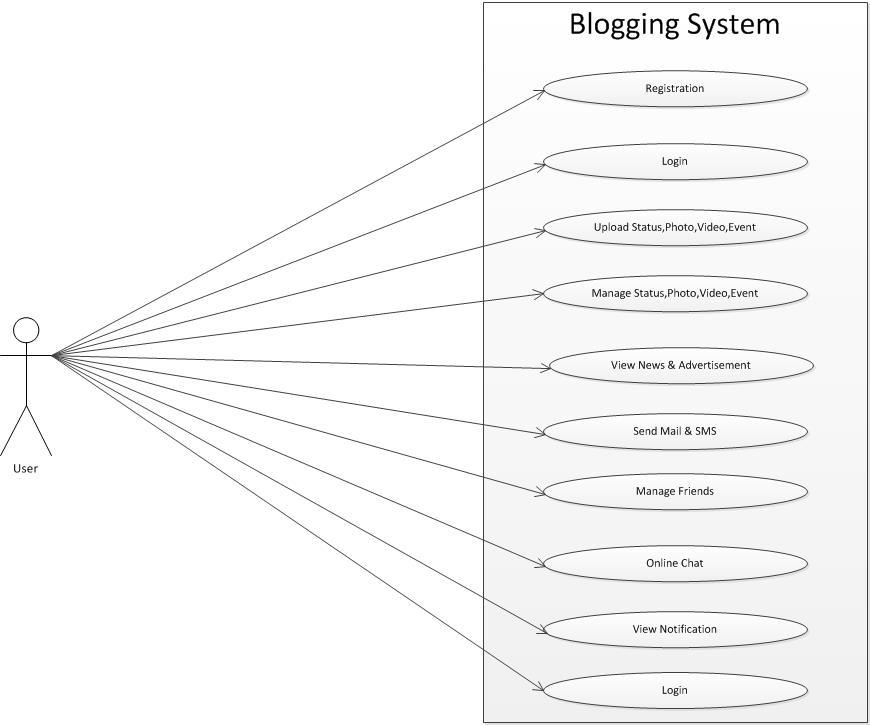 Blogging System
Registration
Login
Upload Status,Photo,Video,Event
Manage Status,Photo,Video,Event
View News & Advertisement
Send Mail & SMS
User
Manage Friends
Online Chat
View Notification
Login